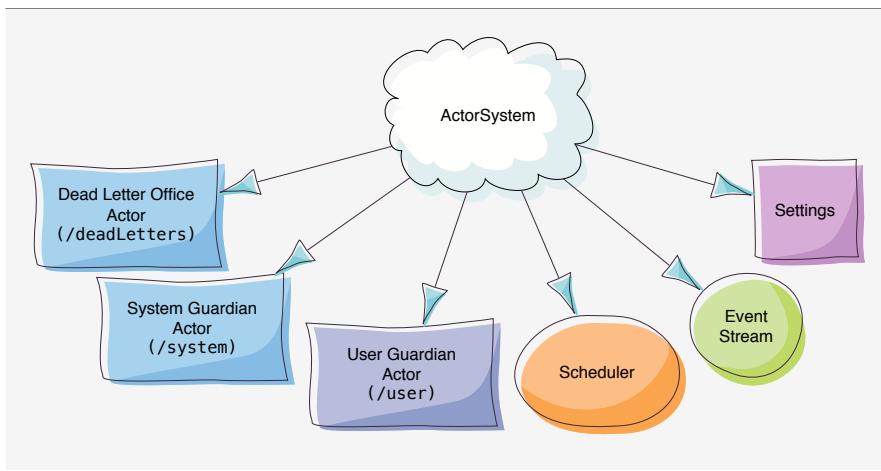 ActorSystem
Dead Letter Office
Actor
(/deadLetters)
System Guardian
Actor
(/system)
User Guardian
Actor
(/user)
Scheduler
Event
Stream
Settings